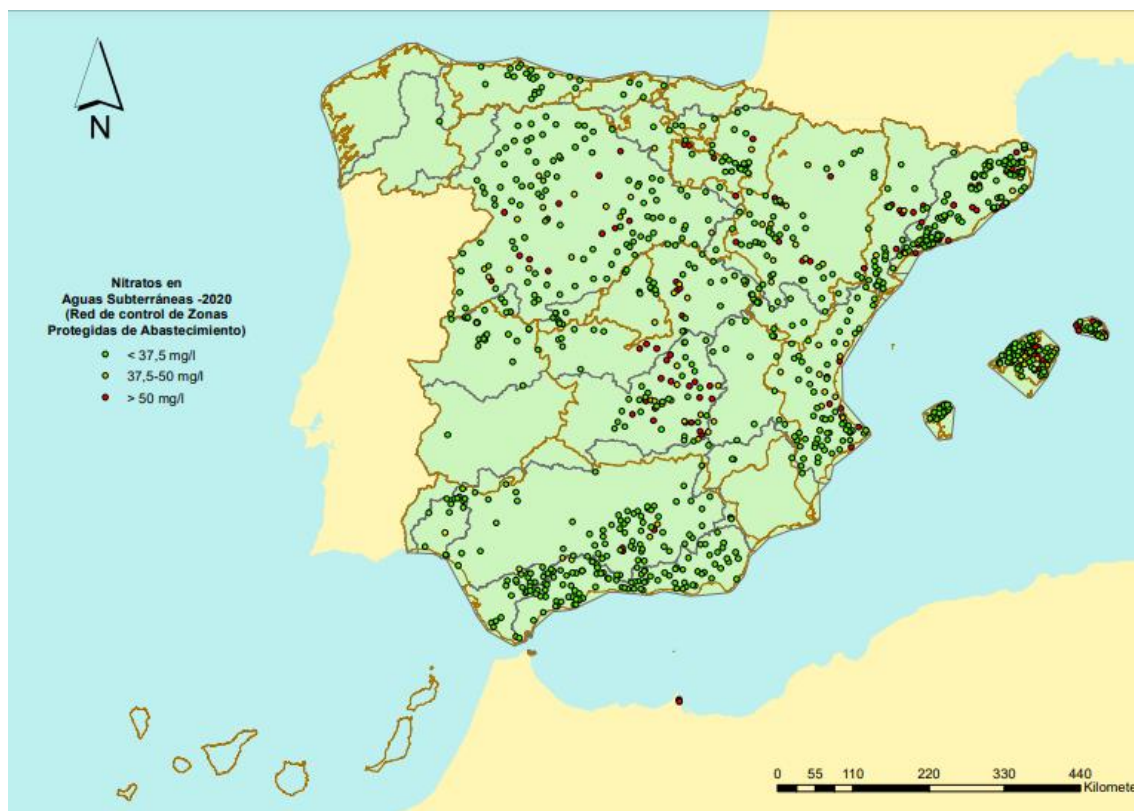 N
Nitratos en
Aguas Subterráneas -2020
(Red de control de Zonas
Protegidas de Abastecimiento)
< 37,5 mg/l
37,5-50 mg/l
> 50 mg/l
0 55 110 220 330 440
Kilomete